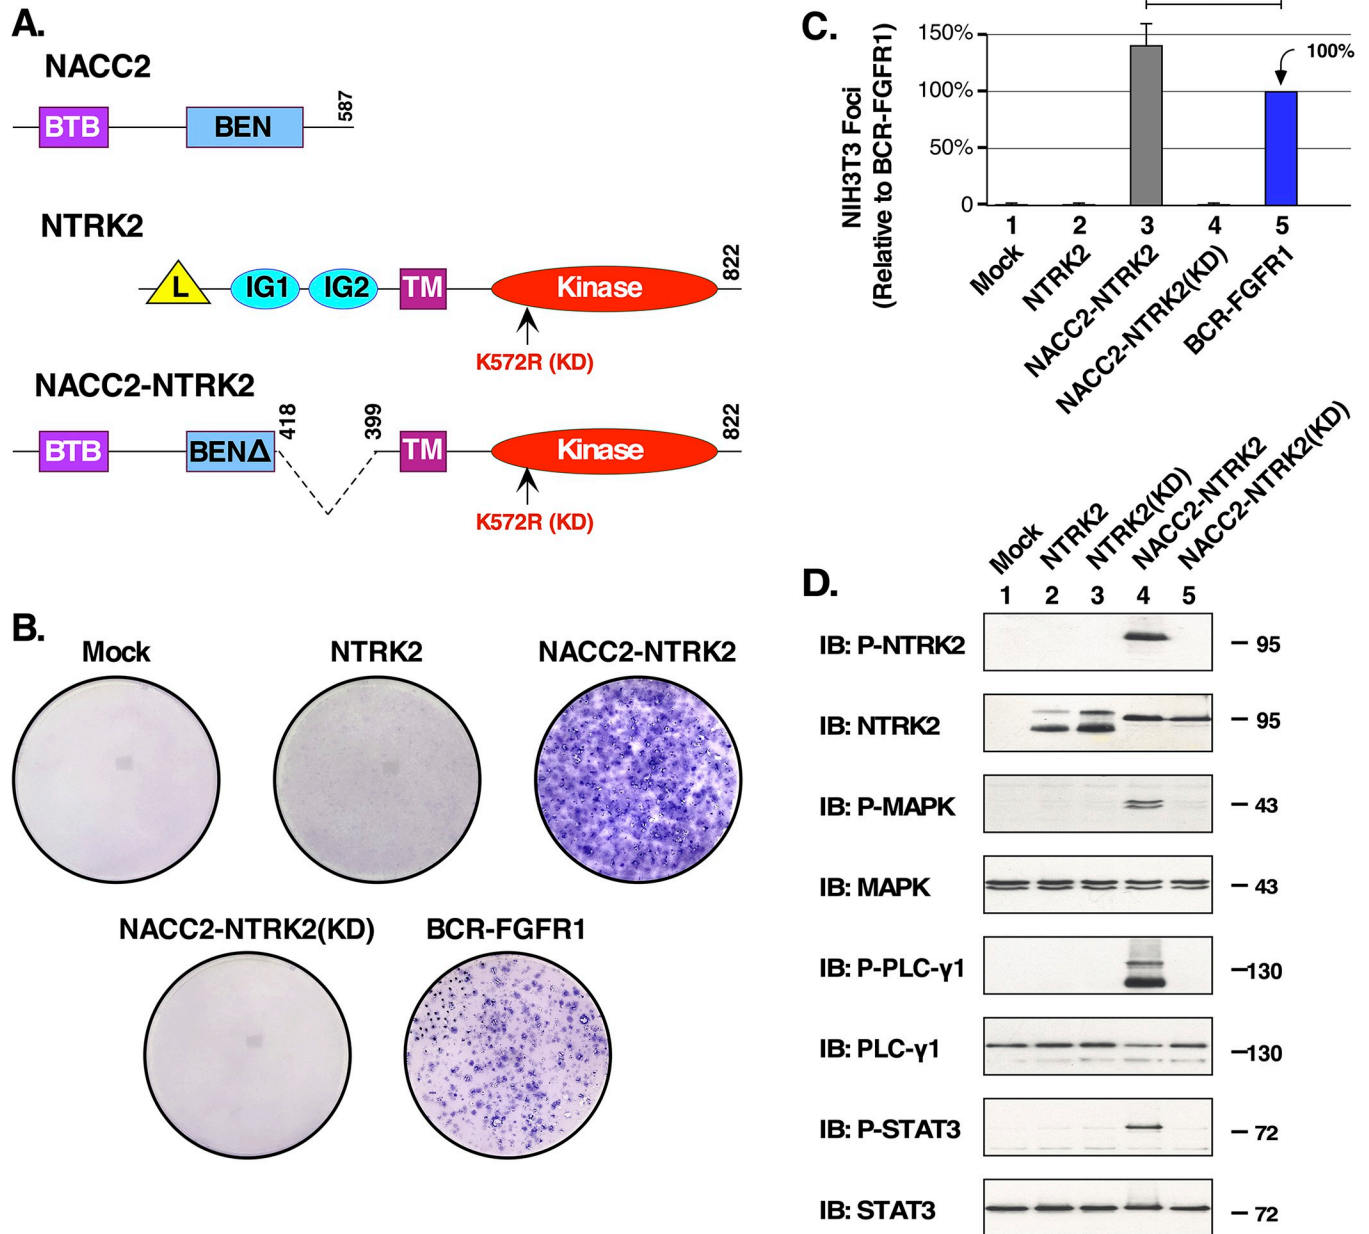 A.
NACC2
BTB
BEN
587
NTRK2
L
IG1
IG2
TM
Kinase
822
K572R (KD)
NACC2-NTRK2
BTB
BENΔ
418
399
TM
Kinase
822
K572R (KD)
B.
Mock
NTRK2
NACC2-NTRK2
NACC2-NTRK2(KD)
BCR-FGFR1
C.
NIH3T3 Foci
(Relative to BCR-FGFR1)
150%
100%
50%
0
100%
1
2
3
4
5
Mock
NTRK2
NACC2-NTRK2
NACC2-NTRK2(KD)
BCR-FGFR1
D.
Mock
NTRK2
NTRK2(KD)
NACC2-NTRK2
NACC2-NTRK2(KD)
1
2
3
4
5
IB: P-NTRK2
95
IB: NTRK2
95
IB: P-MAPK
43
IB: MAPK
43
IB: P-PLC-γ1
130
IB: PLC-γ1
130
IB: P-STAT3
72
IB: STAT3
72